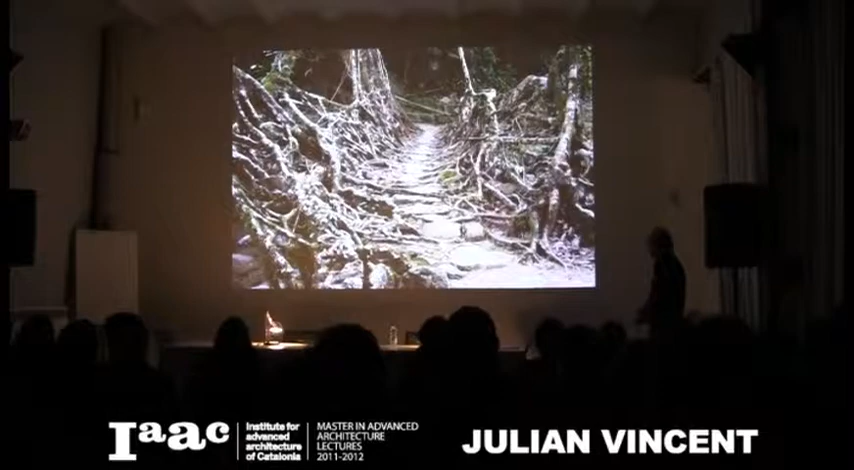 Iaac
Institute for
advanced
architecture
of Catalonia
MASTER IN ADVANCED
ARCHITECTURE
LECTURES
2011-2012
JULIAN VINCENT